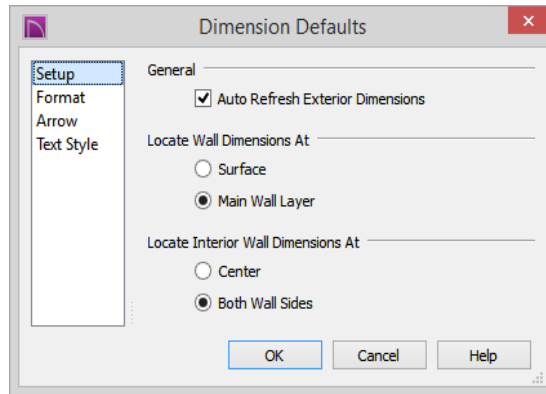 Dimension Defaults
Setup
Format
Arrow
Text Style
General
Auto Refresh Exterior Dimensions
Locate Wall Dimensions At
Surface
Main Wall Layer
Locate Interior Wall Dimensions At
Center
Both Wall Sides
OK
Cancel
Help